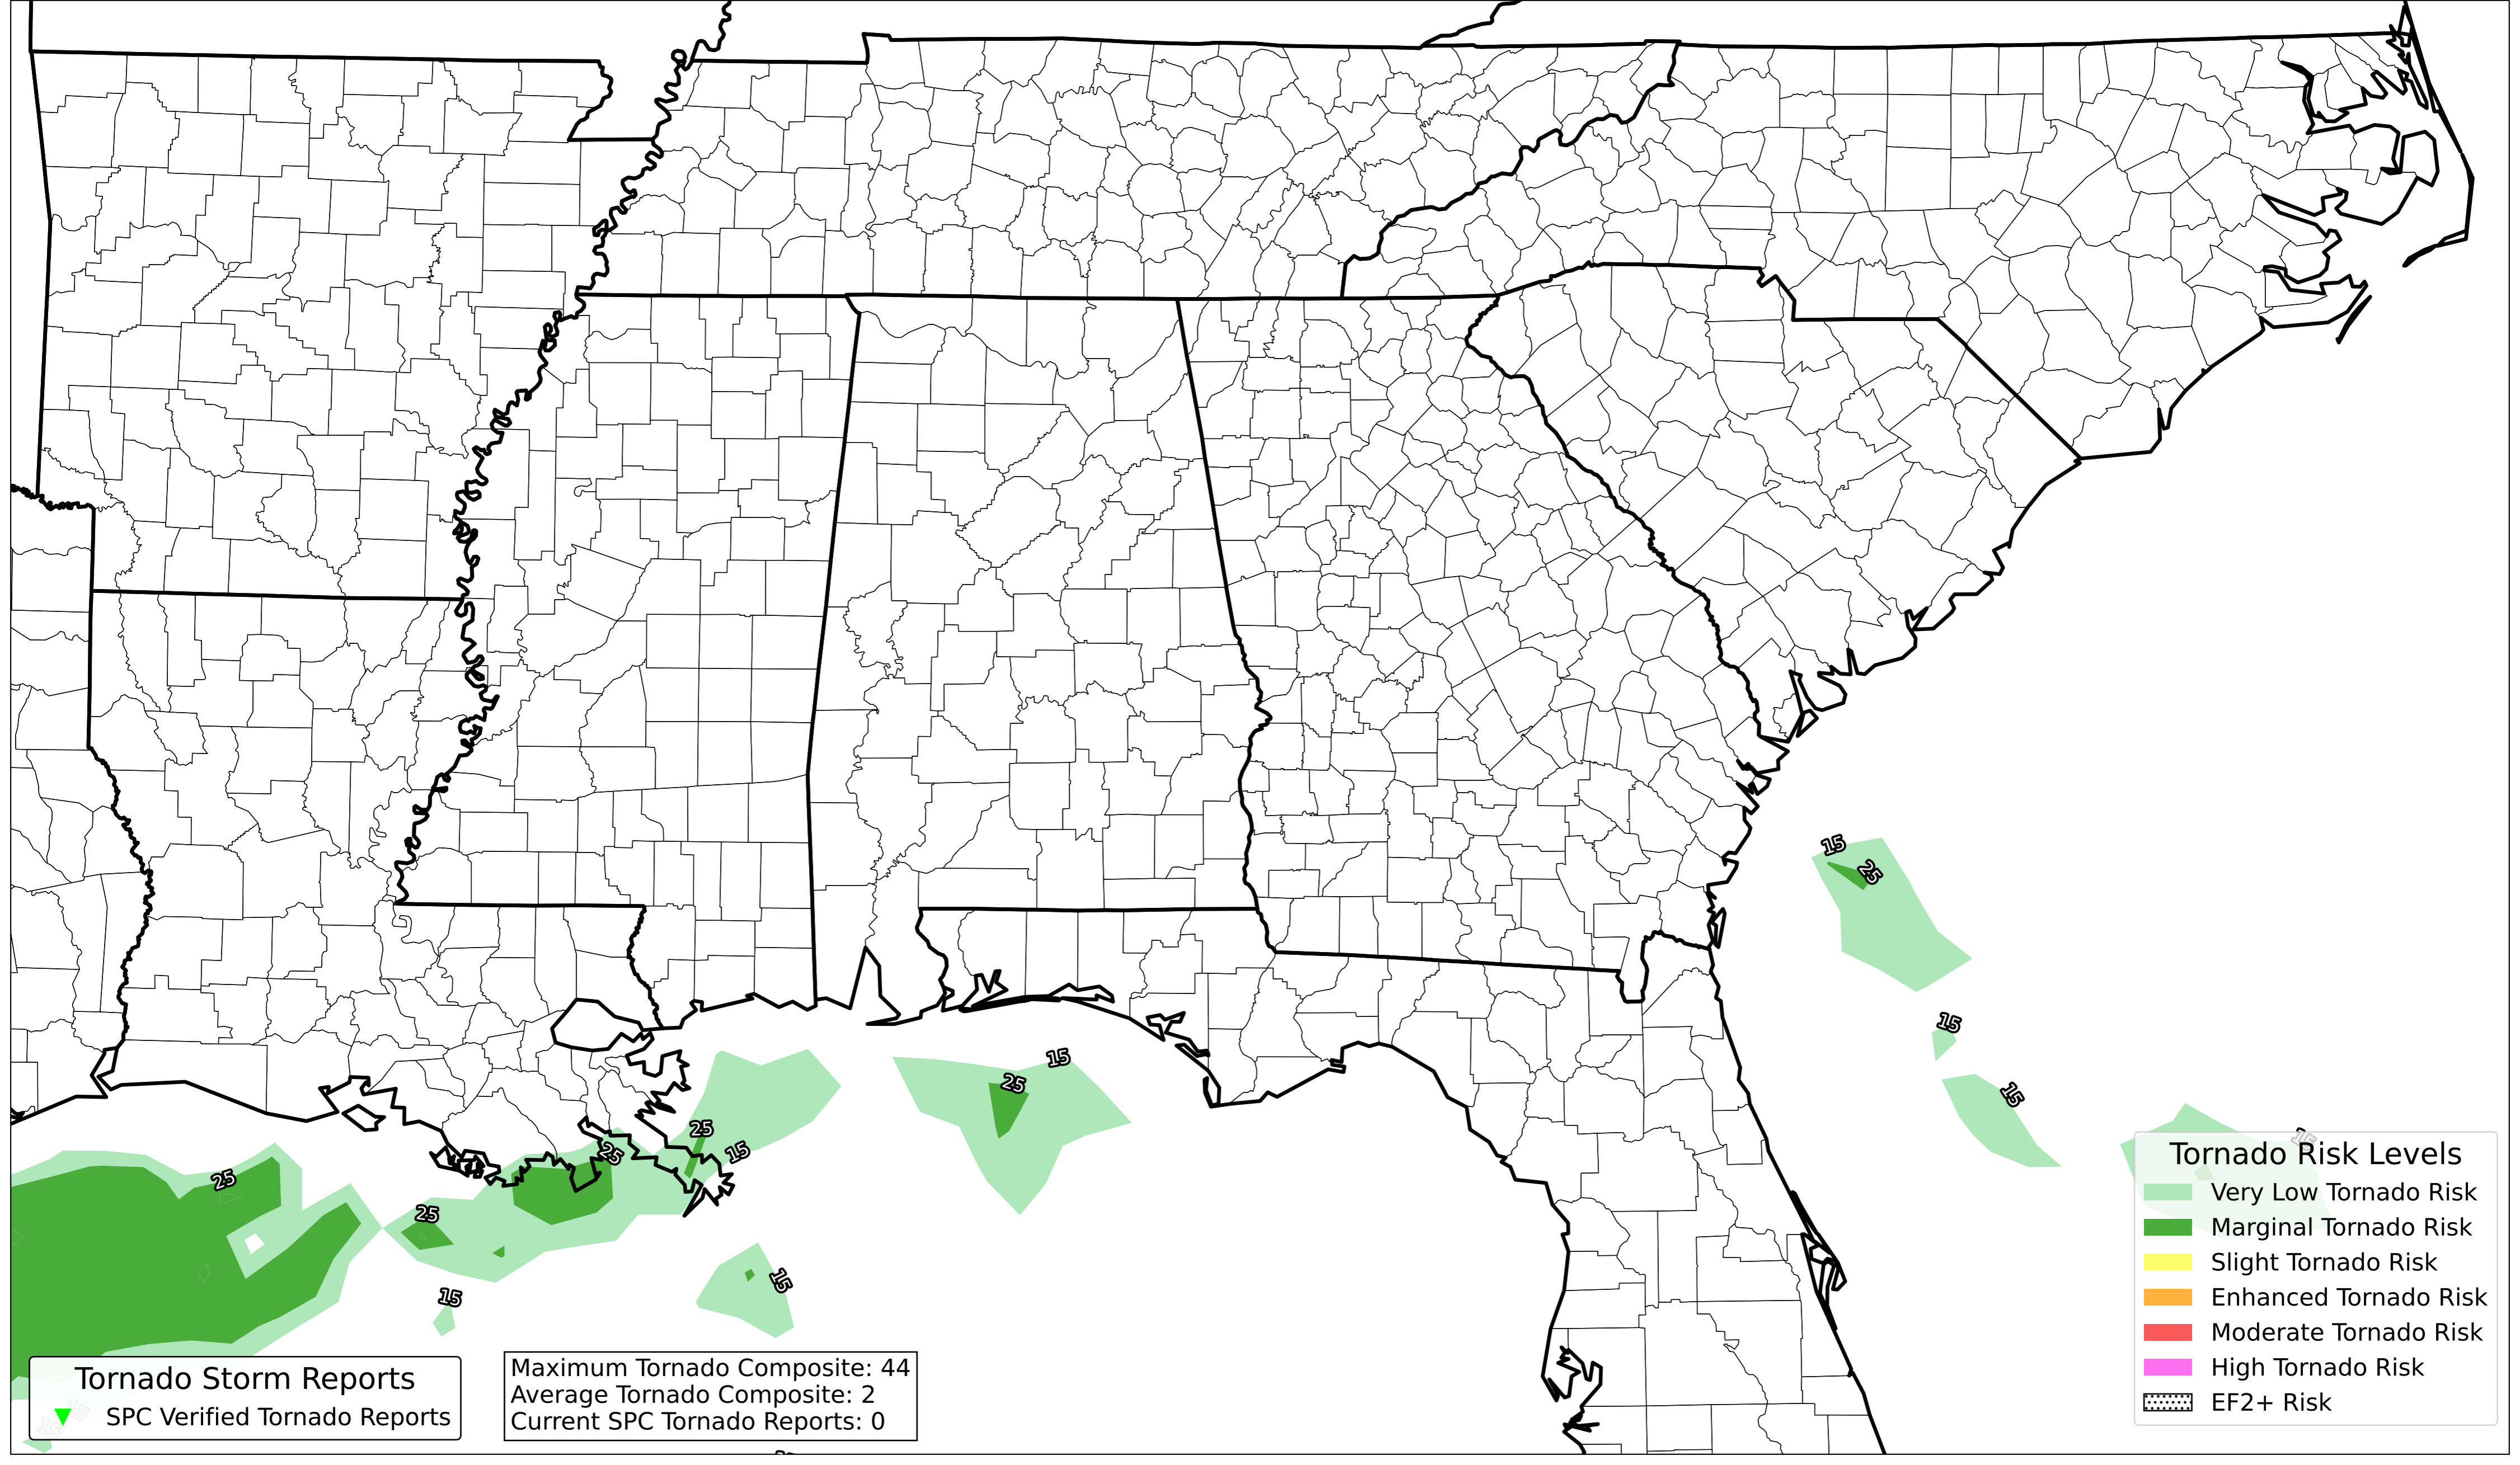 15
25
15
15
25
15
25
15
15
25
25
25
15
15
Tornado Risk Levels
Very Low Tornado Risk
Marginal Tornado Risk
Slight Tornado Risk
Enhanced Tornado Risk
Moderate Tornado Risk
High Tornado Risk
EF2+ Risk
Tornado Storm Reports
SPC Verified Tornado Reports
Maximum Tornado Composite: 44
Average Tornado Composite: 2
Current SPC Tornado Reports: 0